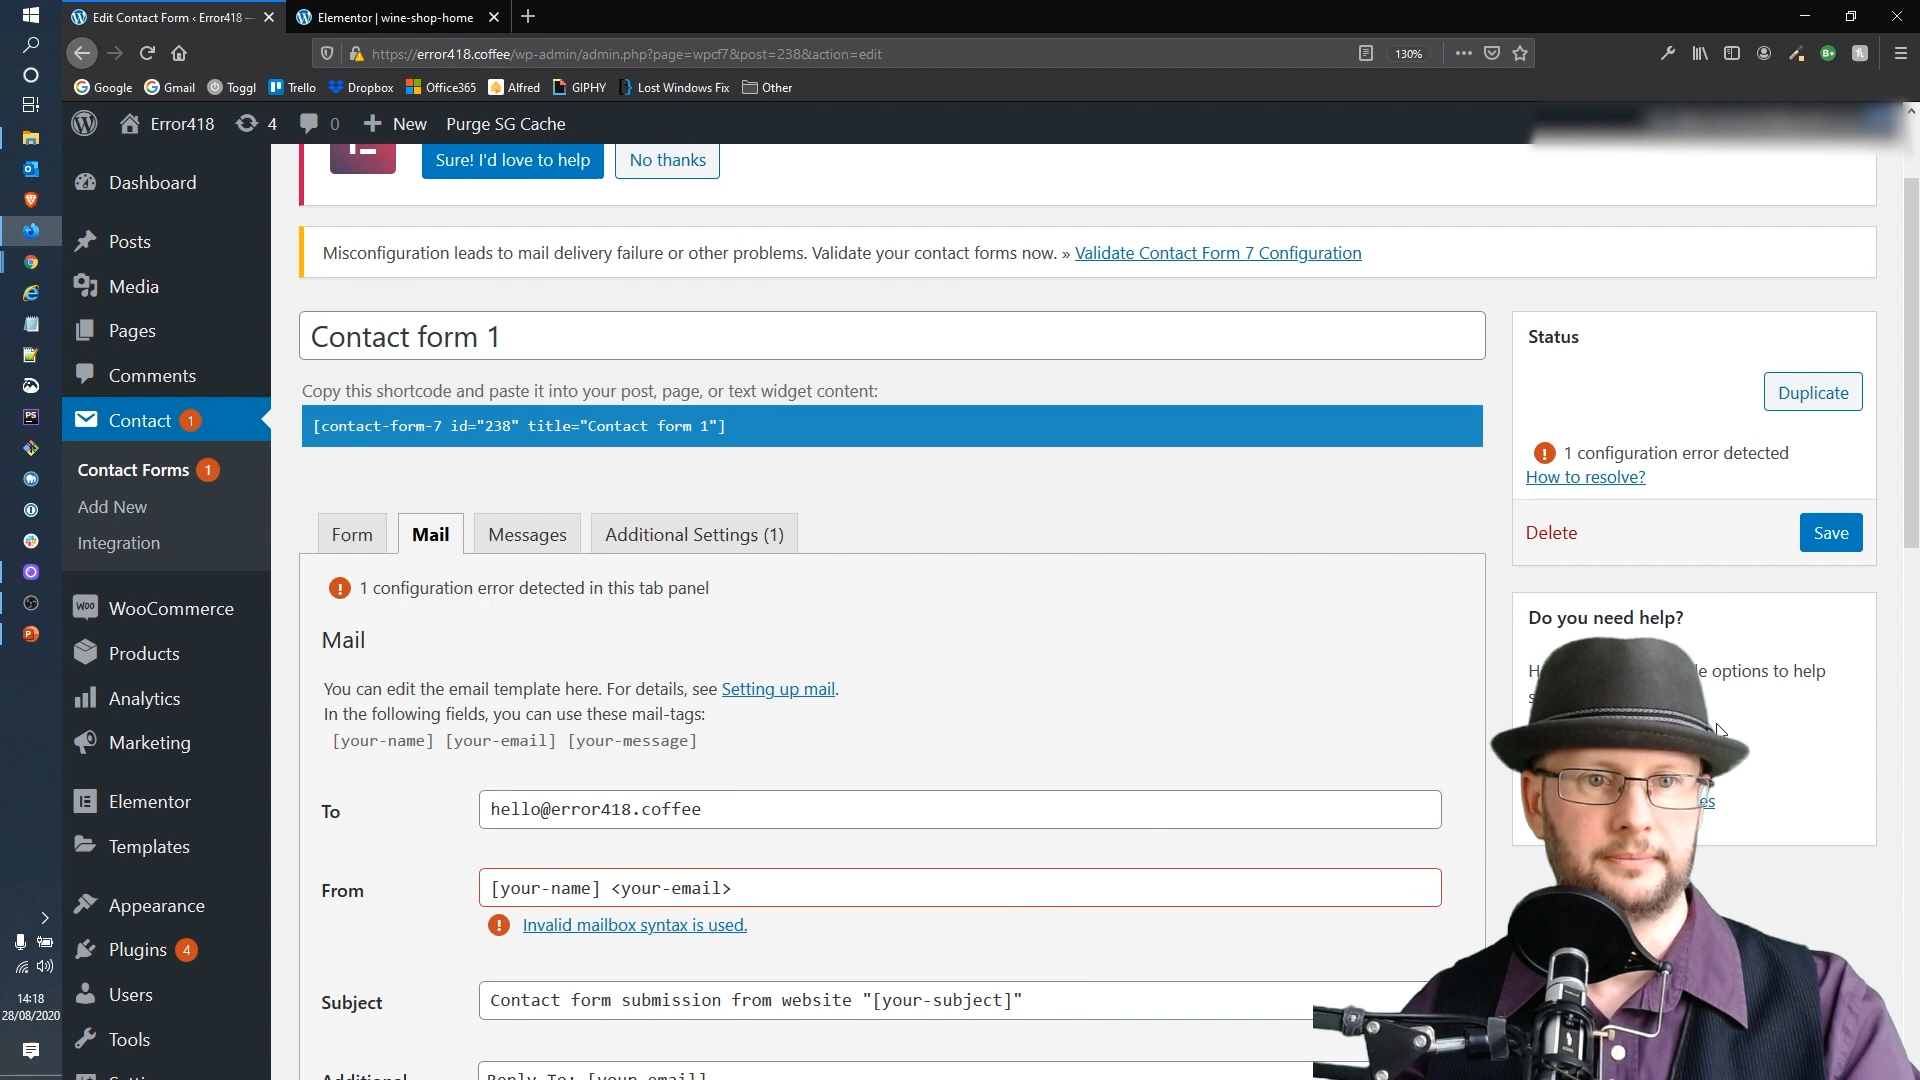 Edit Contact Form ‹ Error418 —
Elementor | wine-shop-home
https://error418.coffee/wp-admin/admin.php?page=wpcf7&post=238&action=edit
130%
Google
Gmail
Toggl
Trello
Dropbox
Office365
Alfred
GIPHY
Lost Windows Fix
Other
Error418
4
0
New
Purge SG Cache
Dashboard
Posts
Media
Pages
Comments
Contact 1
Contact Forms 1
Add New
Integration
WooCommerce
Products
Analytics
Marketing
Elementor
Templates
Appearance
Plugins 4
Users
Tools
Sure! I'd love to help
No thanks
Misconfiguration leads to mail delivery failure or other problems. Validate your contact forms now. » Validate Contact Form 7 Configuration
Contact form 1
Copy this shortcode and paste it into your post, page, or text widget content:
[contact-form-7 id="238" title="Contact form 1"]
Form
Mail
Messages
Additional Settings (1)
1 configuration error detected in this tab panel
Mail
You can edit the email template here. For details, see Setting up mail.
In the following fields, you can use these mail-tags:
[your-name] [your-email] [your-message]
To
hello@error418.coffee
From
[your-name] <your-email>
Invalid mailbox syntax is used.
Subject
Contact form submission from website "[your-subject]"
Additional
Reply-To: [your-email]
Status
Duplicate
1 configuration error detected
How to resolve?
Delete
Save
Do you need help?
options to help
14:18
28/08/2020